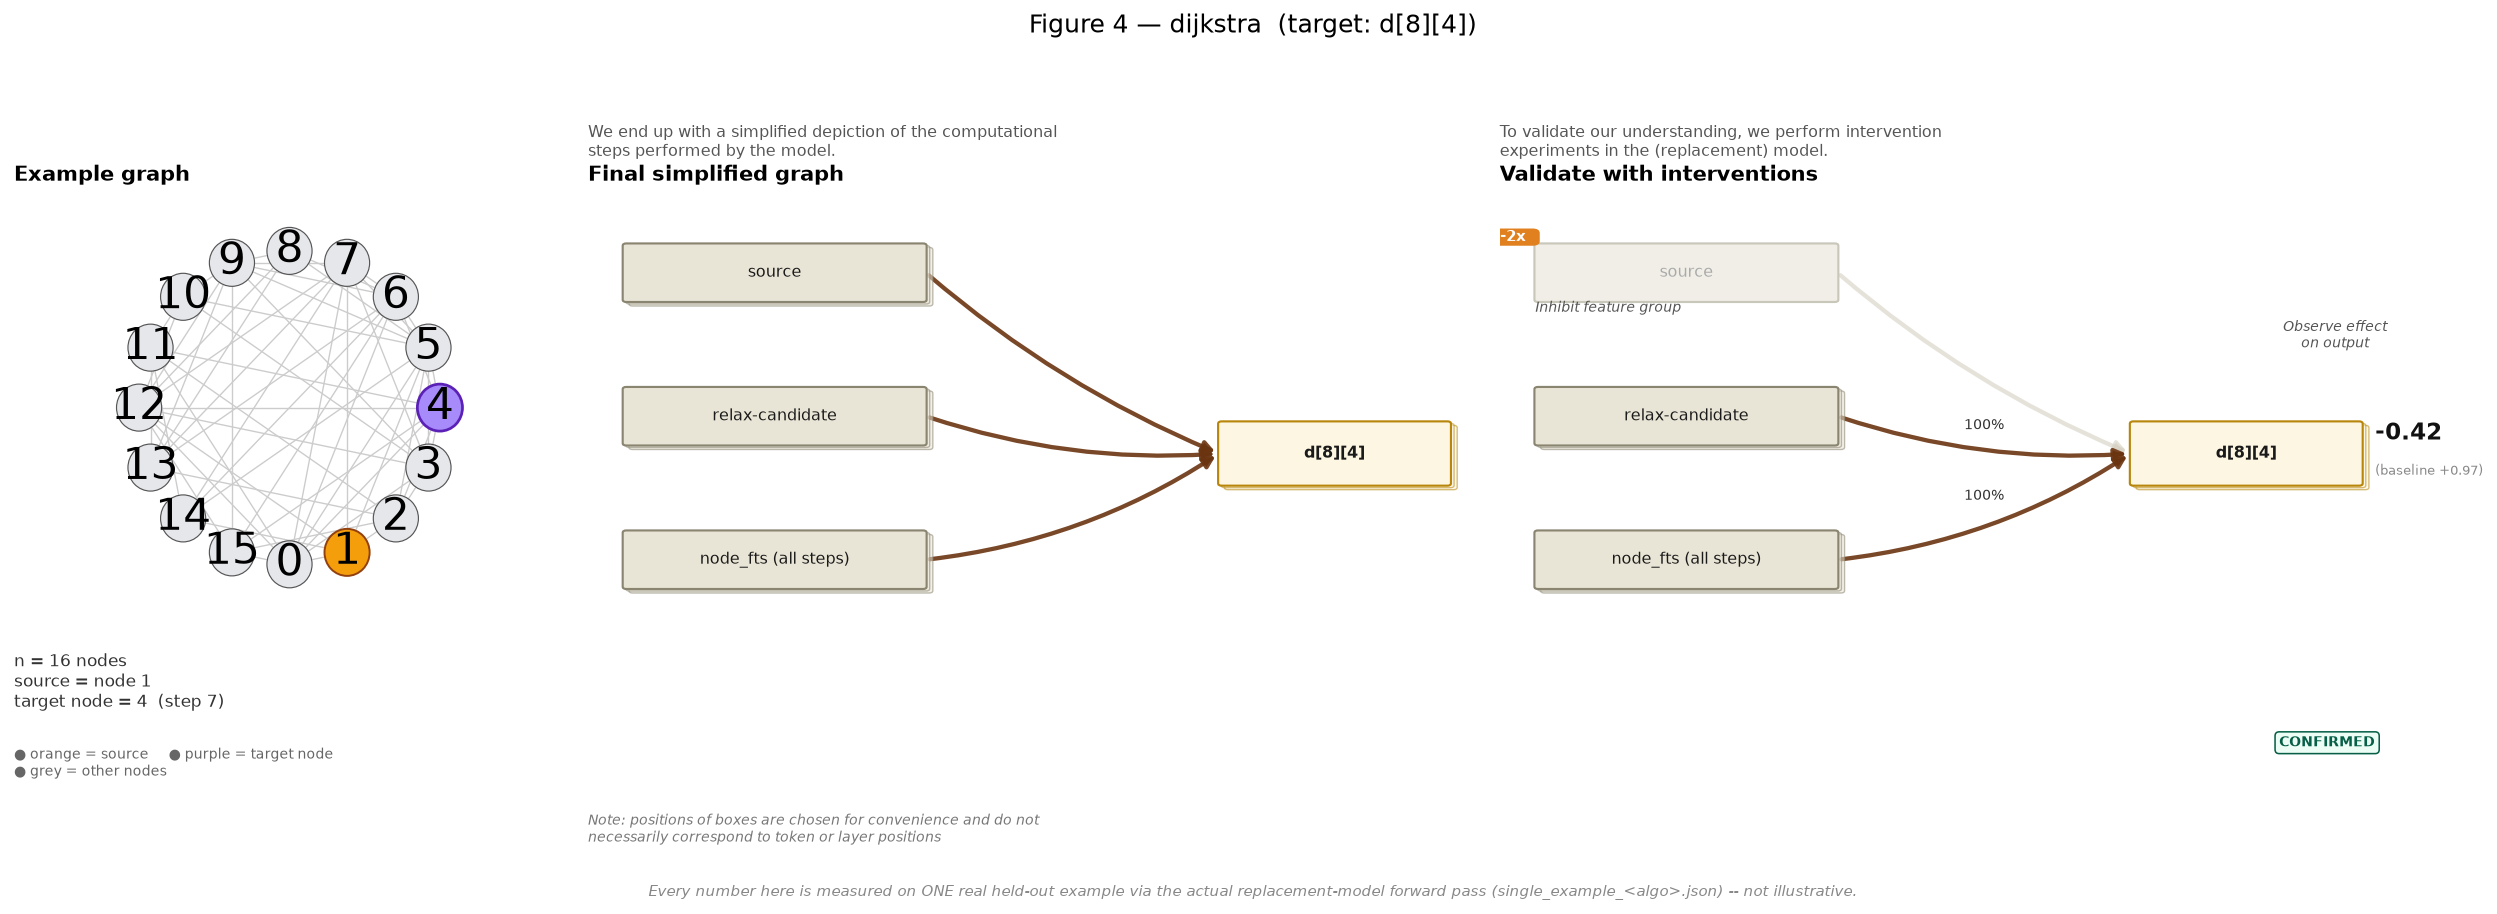 Figure 4 — dijkstra  (target: d[8][4])
Example graph
9
8
7
10
6
11
5
12
4
13
3
14
2
15
0
1
n = 16 nodes
source = node 1
target node = 4  (step 7)
● orange = source     ● purple = target node
● grey = other nodes
We end up with a simplified depiction of the computational
steps performed by the model.
Final simplified graph
source
relax-candidate
node_fts (all steps)
d[8][4]
Note: positions of boxes are chosen for convenience and do not
necessarily correspond to token or layer positions
To validate our understanding, we perform intervention
experiments in the (replacement) model.
Validate with interventions
-2x
source
Inhibit feature group
relax-candidate
node_fts (all steps)
100%
100%
Observe effect
on output
d[8][4]
-0.42
(baseline +0.97)
CONFIRMED
Every number here is measured on ONE real held-out example via the actual replacement-model forward pass (single_example_<algo>.json) -- not illustrative.